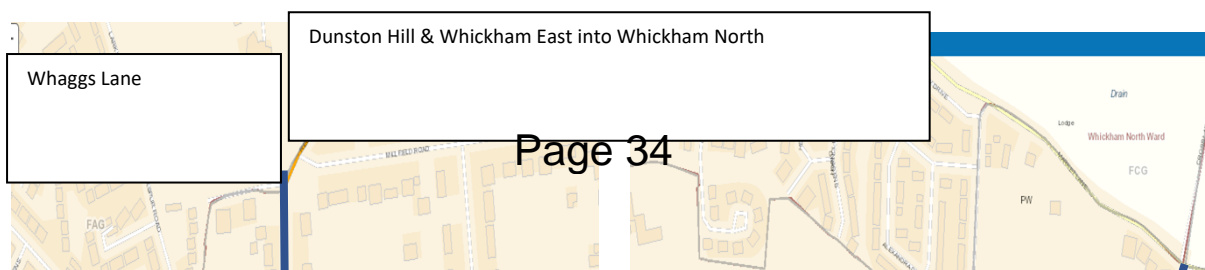 Dunston Hill & Whickham East into Whickham North
Whaggs Lane
Page 34
Drain
Lodge
Whickham North Ward
FCG
PW
FAG
MILLFIELD ROAD